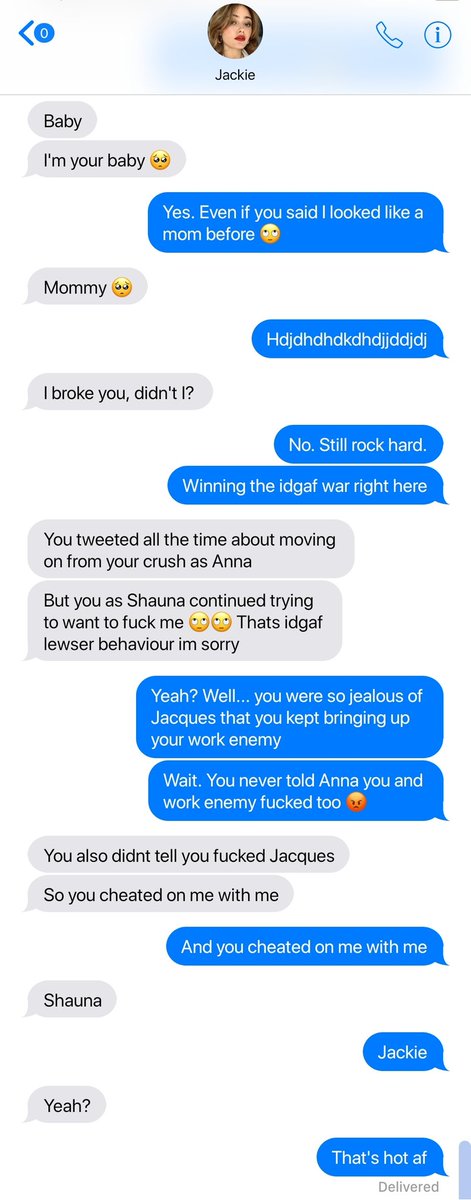 0
Jackie
Baby
I'm your baby 🥺
Yes. Even if you said I looked like a
mom before 🙄
Mommy 🥺
Hdjdhdhdkdhdjjddjdj
I broke you, didn't I?
No. Still rock hard.
Winning the idgaf war right here
You tweeted all the time about moving
on from your crush as Anna
But you as Shauna continued trying
to want to fuck me 🙄🙄 Thats idgaf
lewser behaviour im sorry
Yeah? Well... you were so jealous of
Jacques that you kept bringing up
your work enemy
Wait. You never told Anna you and
work enemy fucked too 😡
You also didnt tell you fucked Jacques
So you cheated on me with me
And you cheated on me with me
Shauna
Jackie
Yeah?
That's hot af
Delivered